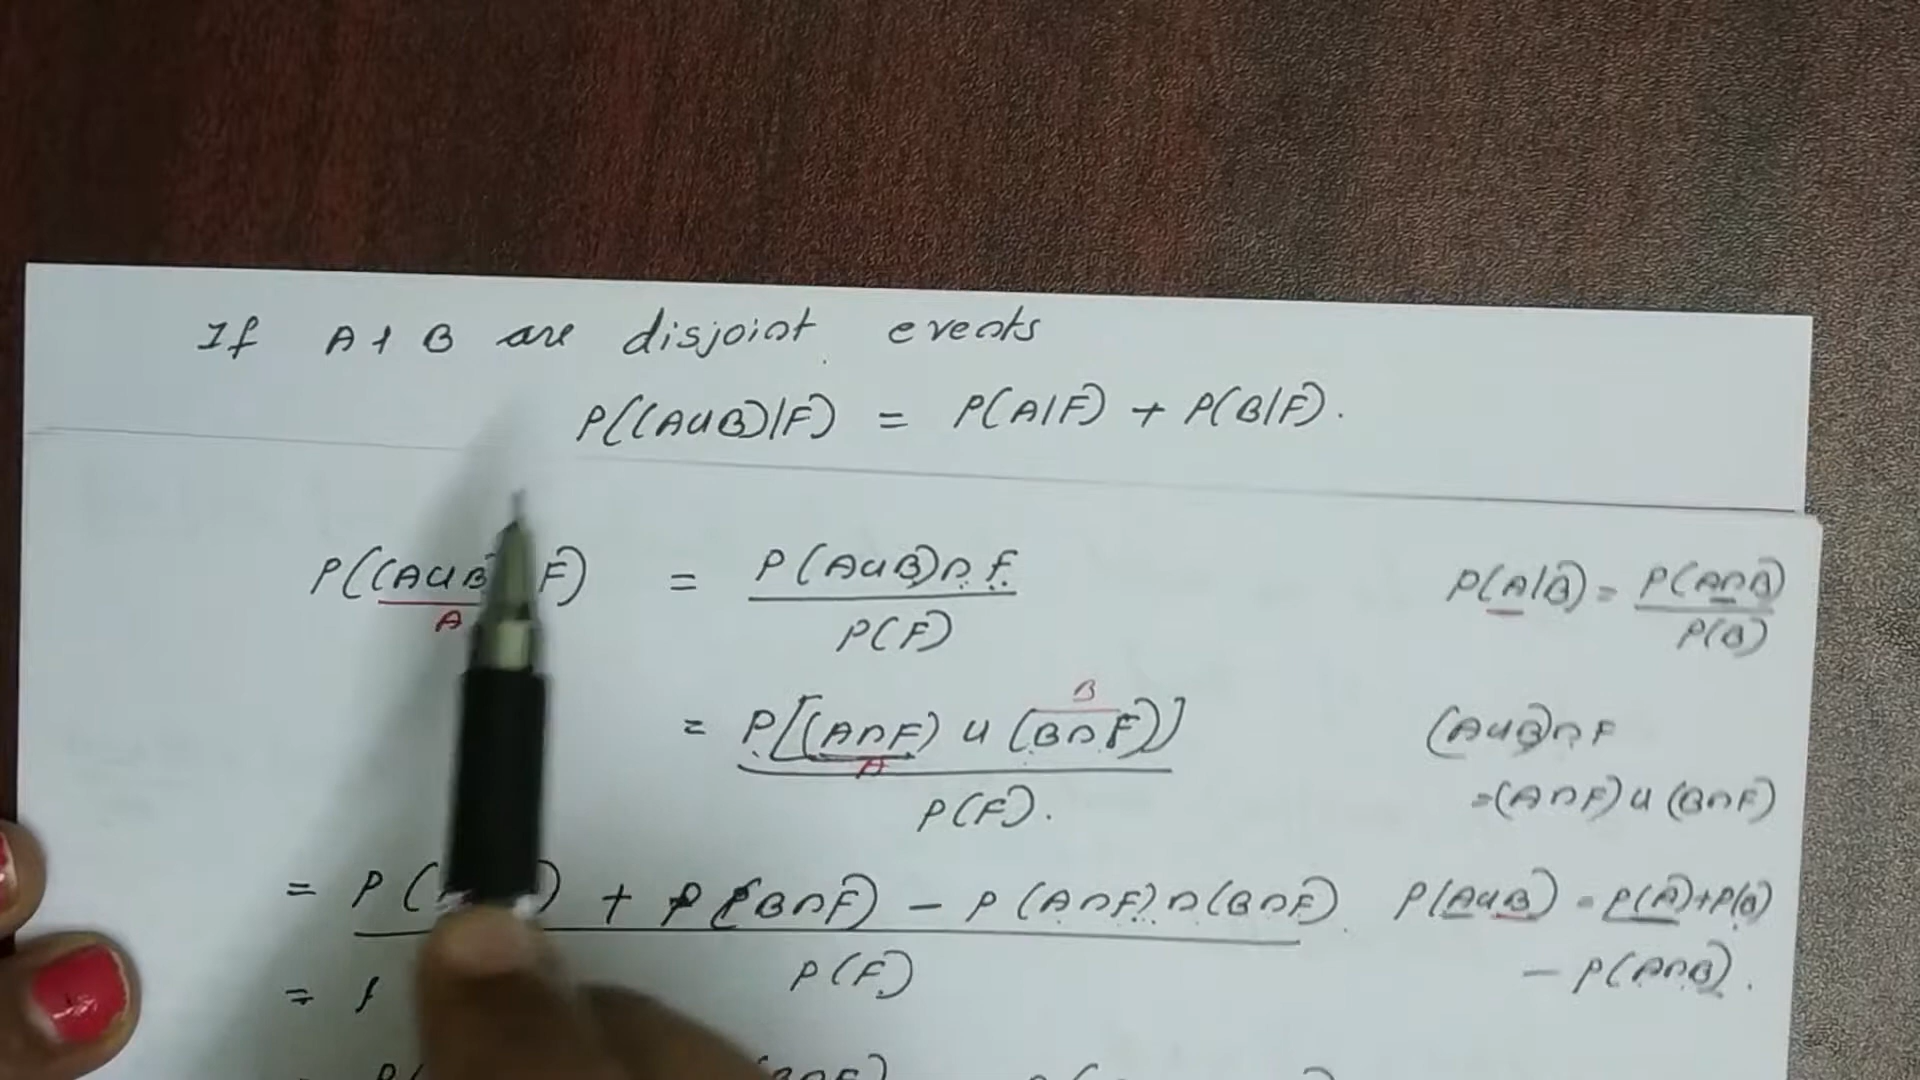 If A & B are disjoint events
P((A∪B)|F) = P(A|F) + P(B|F).
P((A∪B F) = P(A∪B)∩F / P(F)
A
P(A|B) = P(A∩B) / P(B)
B
= P[(A∩F) ∪ (B∩F)] / P(F).
A
(A∪B)∩F
=(A∩F) ∪ (B∩F)
= P( ) + P(B∩F) − P(A∩F)∩(B∩F) / P(F)
P(A∪B) = P(A)+P(B)
− P(A∩B).
=